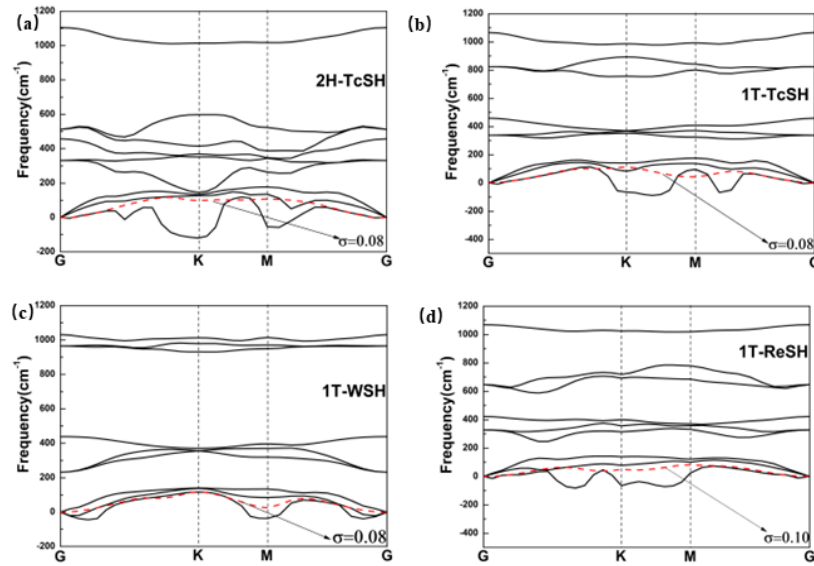 (a)
Frequency(cm⁻¹)
1200
1000
800
600
400
200
0
-200
2H-TcSH
σ=0.08
G K M G
(b)
Frequency(cm⁻¹)
1200
1000
800
600
400
200
0
-200
-400
1T-TcSH
σ=0.08
G K M G
(c)
Frequency(cm⁻¹)
1200
1000
800
600
400
200
0
-200
1T-WSH
σ=0.08
G K M G
(d)
Frequency(cm⁻¹)
1200
1000
800
600
400
200
0
-200
-400
1T-ReSH
σ=0.10
G K M G